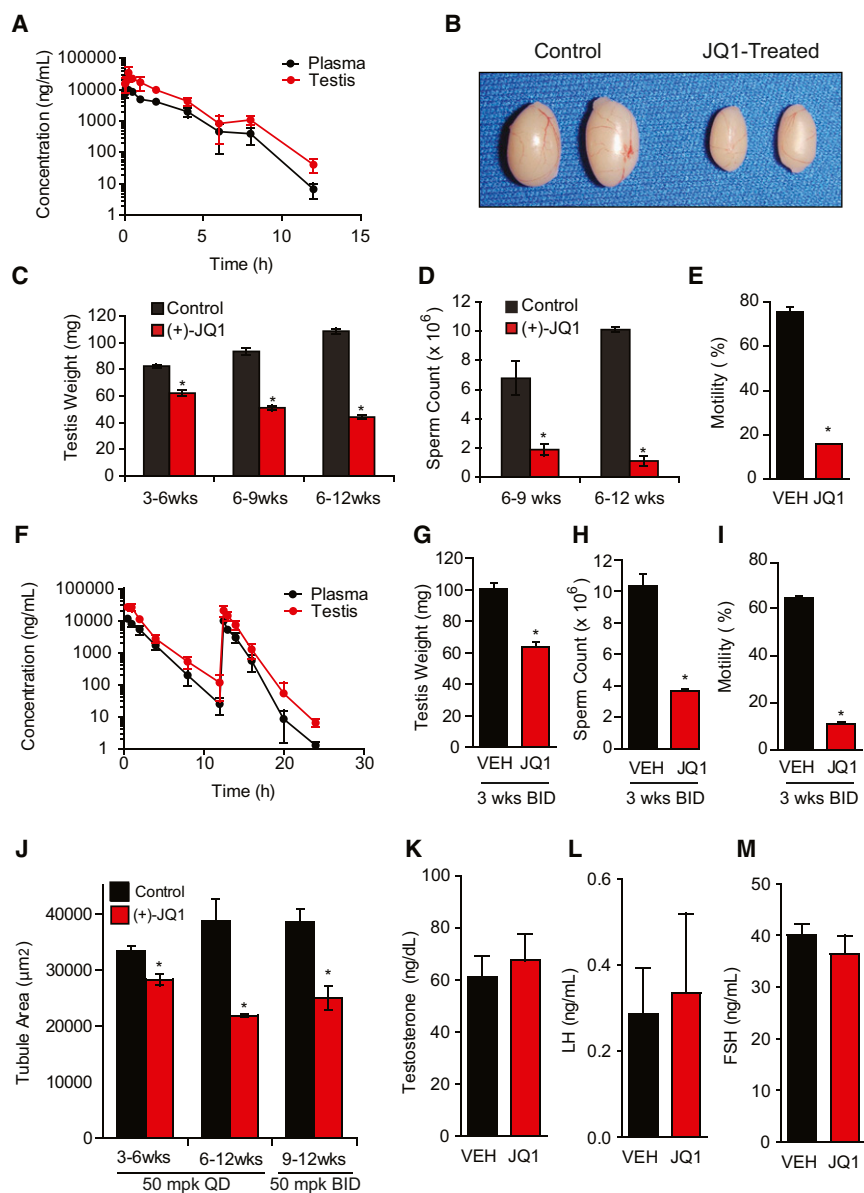 A
Concentration (ng/mL)
100000
10000
1000
100
10
1
0
5
10
15
Time (h)
Plasma
Testis
B
Control
JQ1-Treated
C
Testis Weight (mg)
120
100
80
60
40
20
0
Control
(+)-JQ1
*
*
*
3-6wks
6-9wks
6-12wks
D
Sperm Count (x 10⁶)
12
10
8
6
4
2
0
Control
(+)-JQ1
*
*
6-9 wks
6-12 wks
E
Motility ( %)
80
60
40
20
0
*
VEH JQ1
F
Concentration (ng/mL)
100000
10000
1000
100
10
1
0
10
20
30
Time (h)
Plasma
Testis
G
Testis Weight (mg)
120
100
80
60
40
20
0
*
VEH JQ1
3 wks BID
H
Sperm Count (x 10⁶)
12
10
8
6
4
2
0
*
VEH JQ1
3 wks BID
I
Motility ( %)
80
60
40
20
0
*
VEH JQ1
3 wks BID
J
Tubule Area (µm2)
40000
30000
20000
10000
0
Control
(+)-JQ1
*
*
*
3-6wks 6-12wks 9-12wks
50 mpk QD 50 mpk BID
K
Testosterone (ng/dL)
100
80
60
40
20
0
VEH JQ1
L
LH (ng/mL)
0.6
0.4
0.2
0.0
VEH JQ1
M
FSH (ng/mL)
50
40
30
20
10
0
VEH JQ1